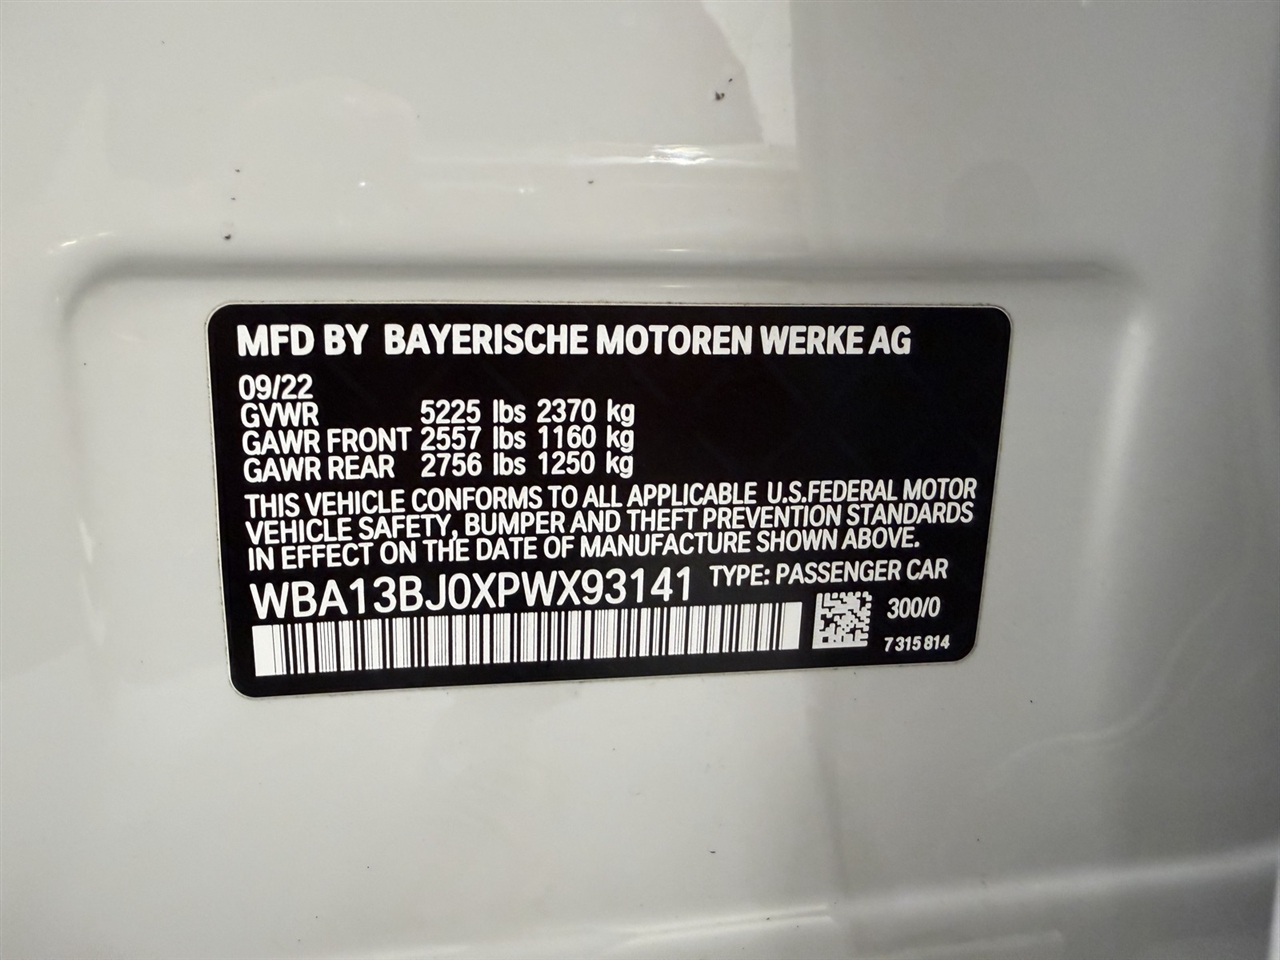 MFD BY BAYERISCHE MOTOREN WERKE AG
09/22
GVWR 5225 lbs 2370 kg
GAWR FRONT 2557 lbs 1160 kg
GAWR REAR 2756 lbs 1250 kg
THIS VEHICLE CONFORMS TO ALL APPLICABLE U.S.FEDERAL MOTOR
VEHICLE SAFETY, BUMPER AND THEFT PREVENTION STANDARDS
IN EFFECT ON THE DATE OF MANUFACTURE SHOWN ABOVE.
WBA13BJ0XPWX93141 TYPE: PASSENGER CAR
300/0
7 315 814